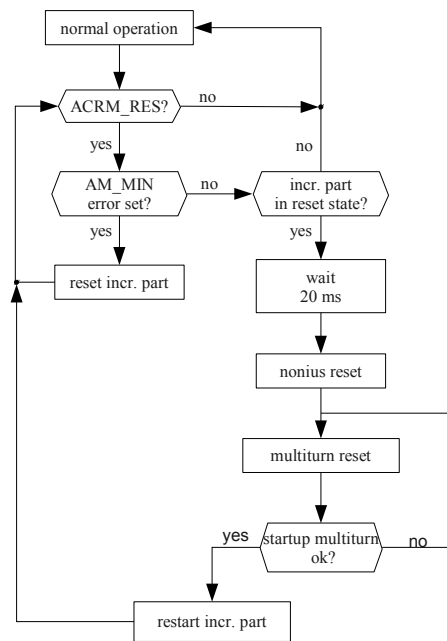 normal operation
ACRM_RES?
no
yes
no
AM_MIN
error set?
no
incr. part
in reset state?
yes
yes
reset incr. part
wait
20 ms
nonius reset
multiturn reset
yes
startup multiturn
ok?
no
restart incr. part